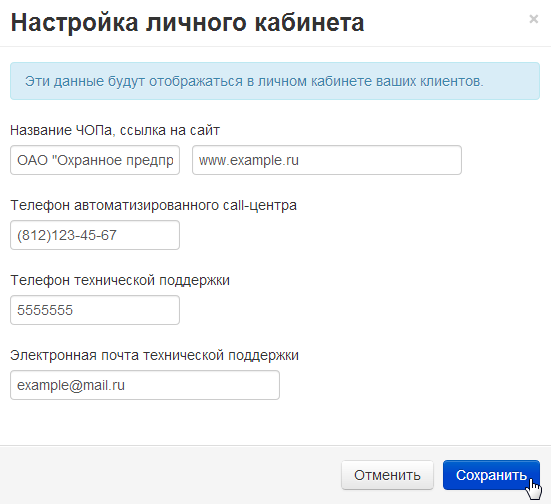 Настройка личного кабинета ×
Эти данные будут отображаться в личном кабинете ваших клиентов.
Название ЧОПа, ссылка на сайт
ОАО "Охранное предпр www.example.ru
Телефон автоматизированного call-центра
(812)123-45-67
Телефон технической поддержки
5555555
Электронная почта технической поддержки
example@mail.ru
Отменить Сохранить